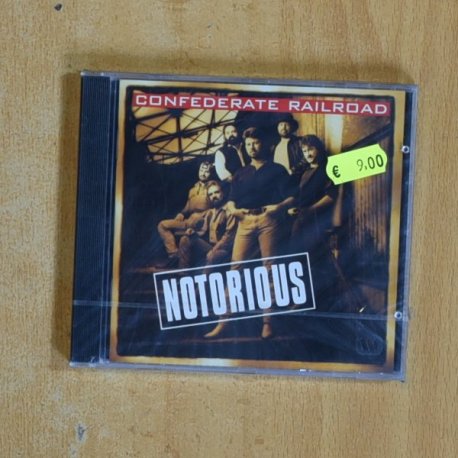 CONFEDERATE RAILROAD
€ 9,00
NOTORIOUS